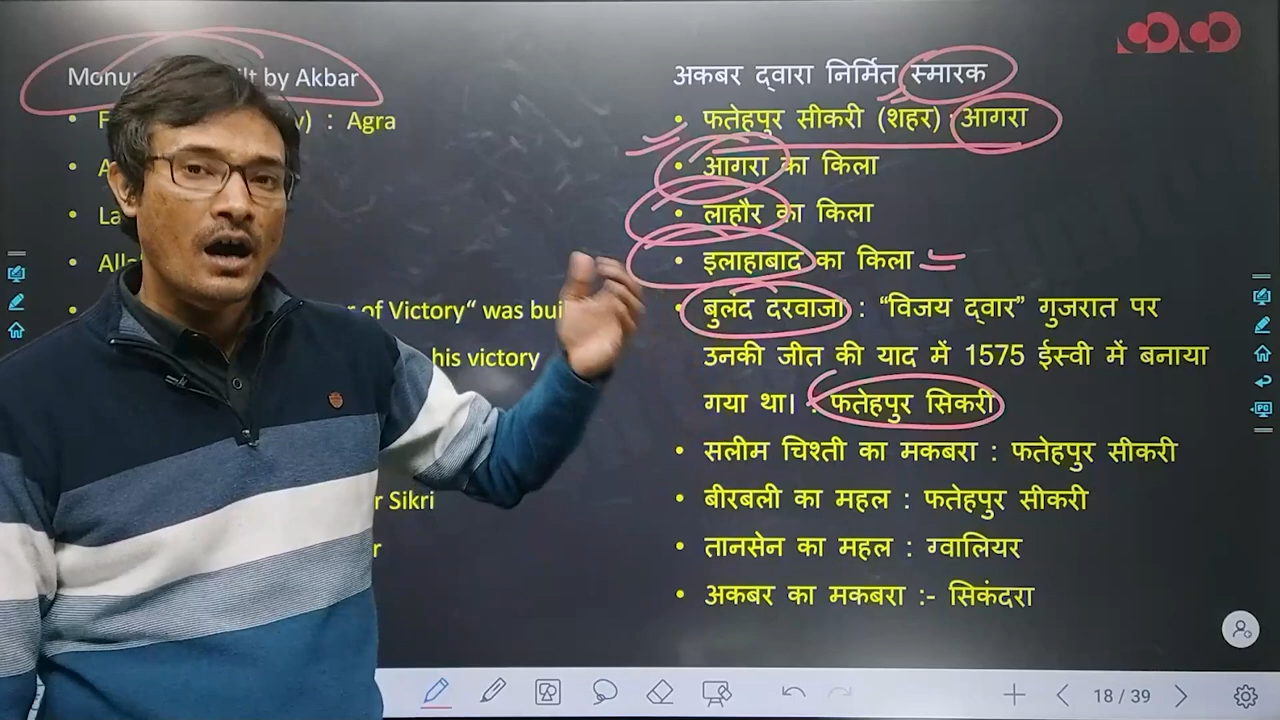 Monu lt by Akbar
F y) : Agra
A
La
Alla
r of Victory“ was bui
his victory
r Sikri
r
अकबर द्वारा निर्मित स्मारक
• फतेहपुर सीकरी (शहर) : आगरा
• आगरा का किला
• लाहौर का किला
• इलाहाबाद का किला
• बुलंद दरवाजा : “विजय द्वार” गुजरात पर
उनकी जीत की याद में 1575 ईस्वी में बनाया
गया था। : फतेहपुर सिकरी
• सलीम चिश्ती का मकबरा : फतेहपुर सीकरी
• बीरबली का महल : फतेहपुर सीकरी
• तानसेन का महल : ग्वालियर
• अकबर का मकबरा :- सिकंदरा
18 / 39